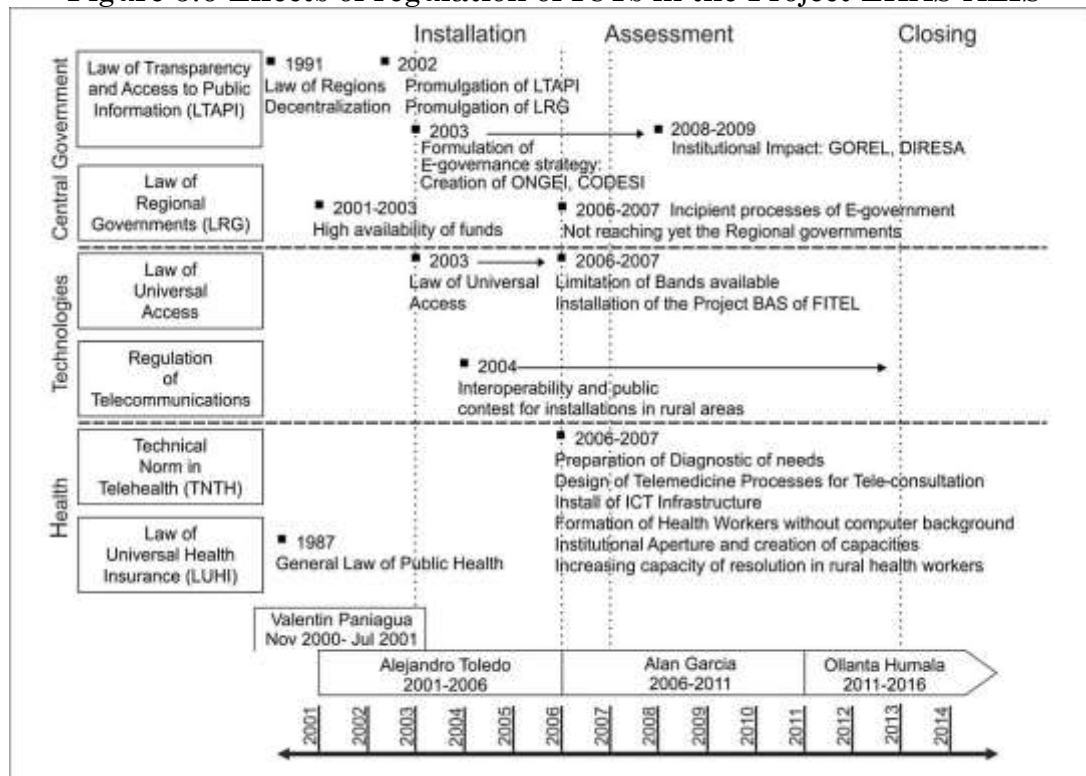 Effects of regulation of ICTs in the Project
Installation
Assessment
Closing
Central Government
Law of Transparency
and Access to Public
Information (LTAPI)
1991
Law of Regions
Decentralization
2002
Promulgation of LTAPI
Promulgation of LRG
2003
Formulation of
E-governance strategy:
Creation of ONGEI, CODESI
2008-2009
Institutional Impact: GOREL, DIRESA
Law of
Regional
Governments (LRG)
2001-2003
High availability of funds
2006-2007 Incipient processes of E-government
Not reaching yet the Regional governments
Technologies
Law of
Universal
Access
2003
Law of Universal
Access
2006-2007
Limitation of Bands available
Installation of the Project BAS of FITEL
Regulation
of
Telecommunications
2004
Interoperability and public
contest for installations in rural areas
Health
Technical
Norm in
Telehealth (TNTH)
2006-2007
Preparation of Diagnostic of needs
Design of Telemedicine Processes for Tele-consultation
Install of ICT Infrastructure
Formation of Health Workers without computer background
Institutional Aperture and creation of capacities
Increasing capacity of resolution in rural health workers
Law of
Universal Health
Insurance (LUHI)
1987
General Law of Public Health
Valentin Paniagua
Nov 2000- Jul 2001
Alejandro Toledo
2001-2006
Alan Garcia
2006-2011
Ollanta Humala
2011-2016
2001
2002
2003
2004
2005
2006
2007
2008
2009
2010
2011
2012
2013
2014